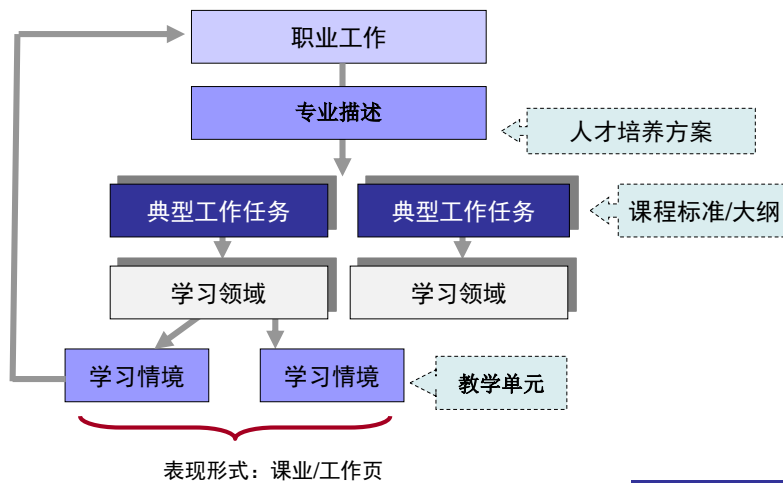 职业工作
专业描述
人才培养方案
典型工作任务
典型工作任务
课程标准/大纲
学习领域
学习领域
学习情境
学习情境
教学单元
表现形式：课业/工作页